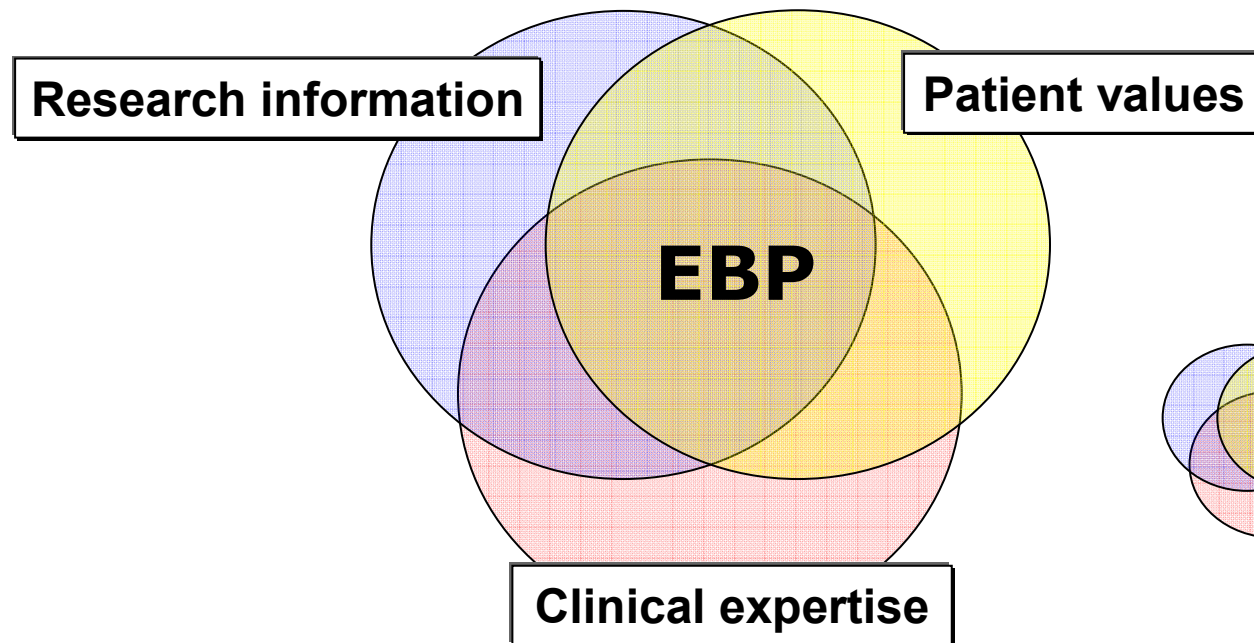 Research information
Patient values
EBP
Clinical expertise